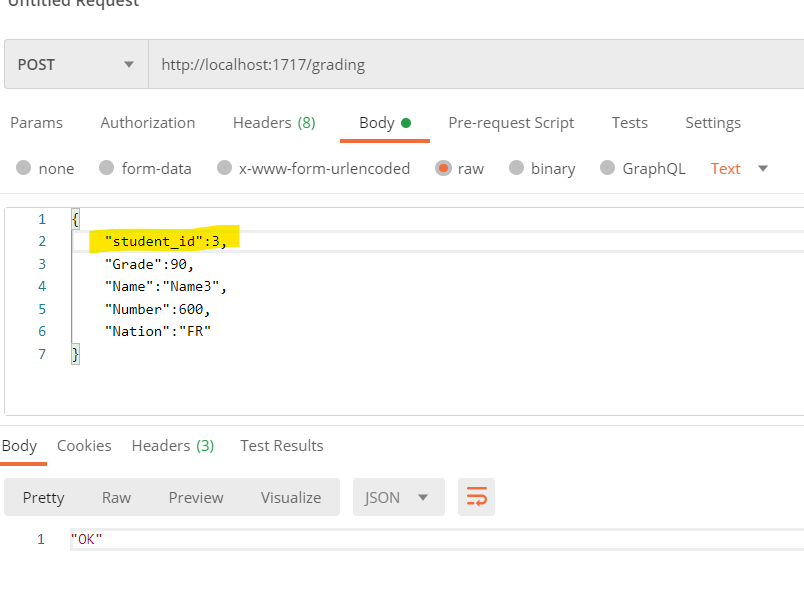 Untitled Request
POST http://localhost:1717/grading
Params Authorization Headers (8) Body Pre-request Script Tests Settings
none form-data x-www-form-urlencoded raw binary GraphQL Text
1 {
2 "student_id":3,
3 "Grade":90,
4 "Name":"Name3",
5 "Number":600,
6 "Nation":"FR"
7 }
Body Cookies Headers (3) Test Results
Pretty Raw Preview Visualize JSON
1 "OK"